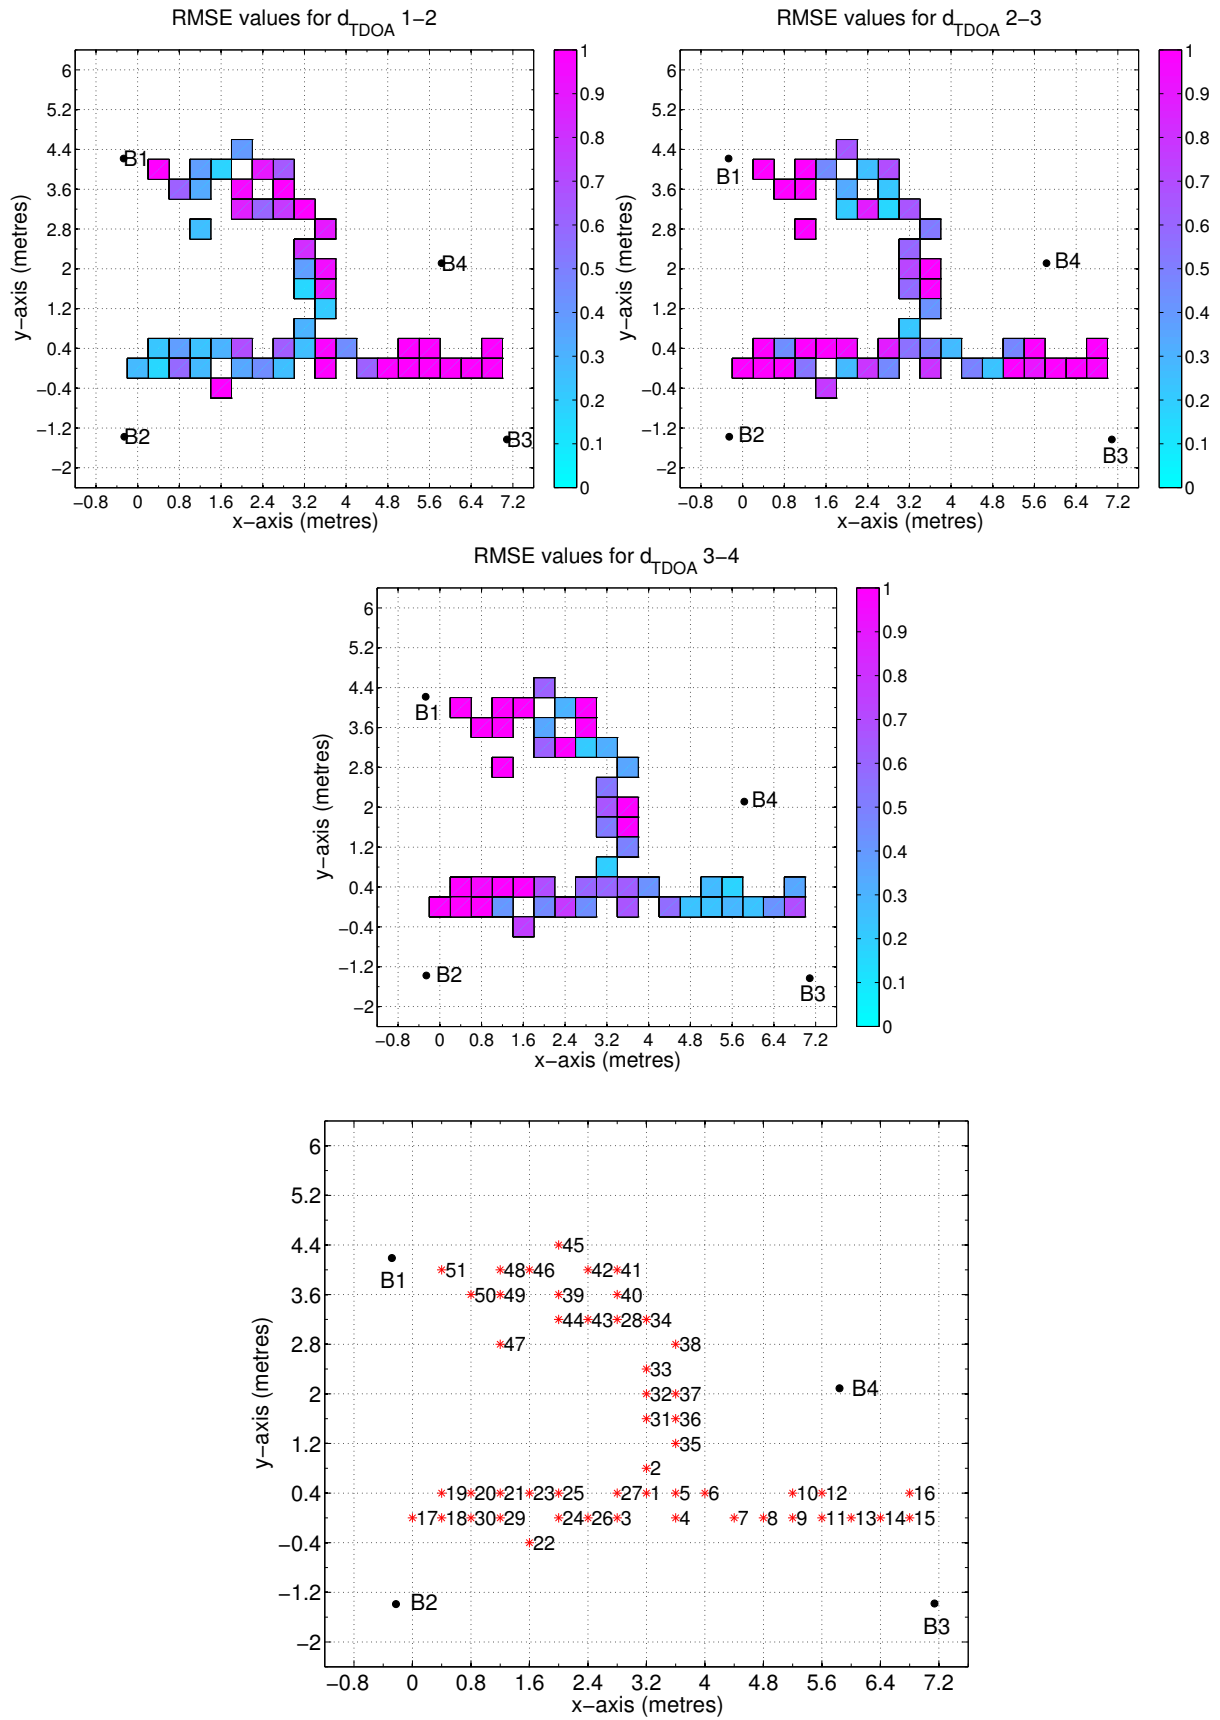 RMSE values for d_TDOA 1−2
RMSE values for d_TDOA 2−3
y−axis (metres)
6
5.2
4.4
3.6
2.8
2
1.2
0.4
−0.4
−1.2
−2
B1
B4
B2
B3
−0.8 0 0.8 1.6 2.4 3.2 4 4.8 5.6 6.4 7.2
x−axis (metres)
1
0.9
0.8
0.7
0.6
0.5
0.4
0.3
0.2
0.1
0
y−axis (metres)
6
5.2
4.4
3.6
2.8
2
1.2
0.4
−0.4
−1.2
−2
B1
B4
B2
B3
−0.8 0 0.8 1.6 2.4 3.2 4 4.8 5.6 6.4 7.2
x−axis (metres)
1
0.9
0.8
0.7
0.6
0.5
0.4
0.3
0.2
0.1
0
RMSE values for d_TDOA 3−4
y−axis (metres)
6
5.2
4.4
3.6
2.8
2
1.2
0.4
−0.4
−1.2
−2
B1
B4
B2
B3
−0.8 0 0.8 1.6 2.4 3.2 4 4.8 5.6 6.4 7.2
x−axis (metres)
1
0.9
0.8
0.7
0.6
0.5
0.4
0.3
0.2
0.1
0
y−axis (metres)
6
5.2
4.4
3.6
2.8
2
1.2
0.4
−0.4
−1.2
−2
45
B1
51 48 46 42 41
50 49 39 40
44 43 28 34
47 38
33
32 37
B4
31 36
35
2
19 20 21 23 25 27 1 5 6 10 12 16
17 18 30 29 24 26 3 4 7 8 9 11 13 14 15
22
B2
B3
−0.8 0 0.8 1.6 2.4 3.2 4 4.8 5.6 6.4 7.2
x−axis (metres)